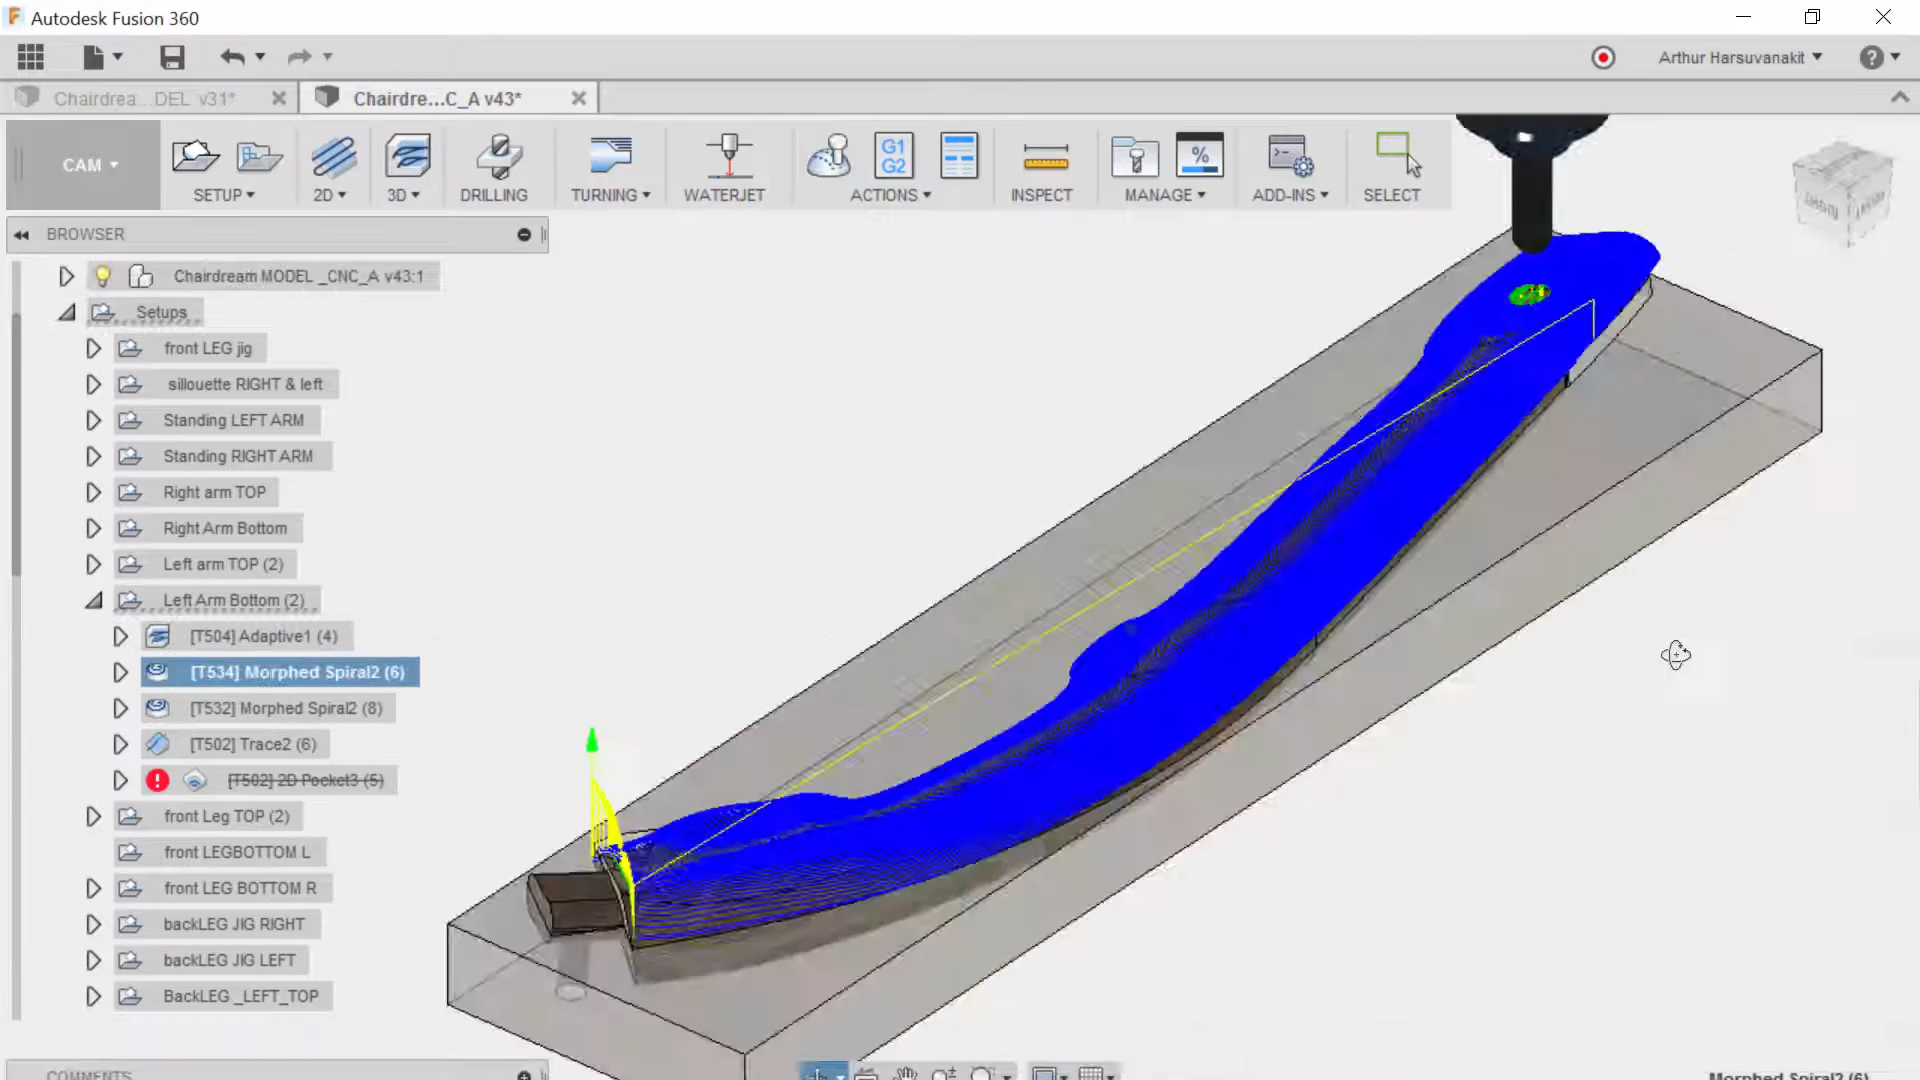 Autodesk Fusion 360
Arthur Harsuvanakit
Chairdrea...DEL v31*
Chairdre...C_A v43*
CAM
G1
G2
%
SETUP
2D
3D
DRILLING
TURNING
WATERJET
ACTIONS
INSPECT
MANAGE
ADD-INS
SELECT
BROWSER
Chairdream MODEL _CNC_A v43:1
Setups
front LEG jig
sillouette RIGHT & left
Standing LEFT ARM
Standing RIGHT ARM
Right arm TOP
Right Arm Bottom
Left arm TOP (2)
Left Arm Bottom (2)
[T504] Adaptive1 (4)
[T534] Morphed Spiral2 (6)
[T532] Morphed Spiral2 (8)
[T502] Trace2 (6)
[T502] 2D Pocket3 (5)
front Leg TOP (2)
front LEGBOTTOM L
front LEG BOTTOM R
backLEG JIG RIGHT
backLEG JIG LEFT
BackLEG _LEFT_TOP
COMMENTS
Morphed Spiral2 (6)